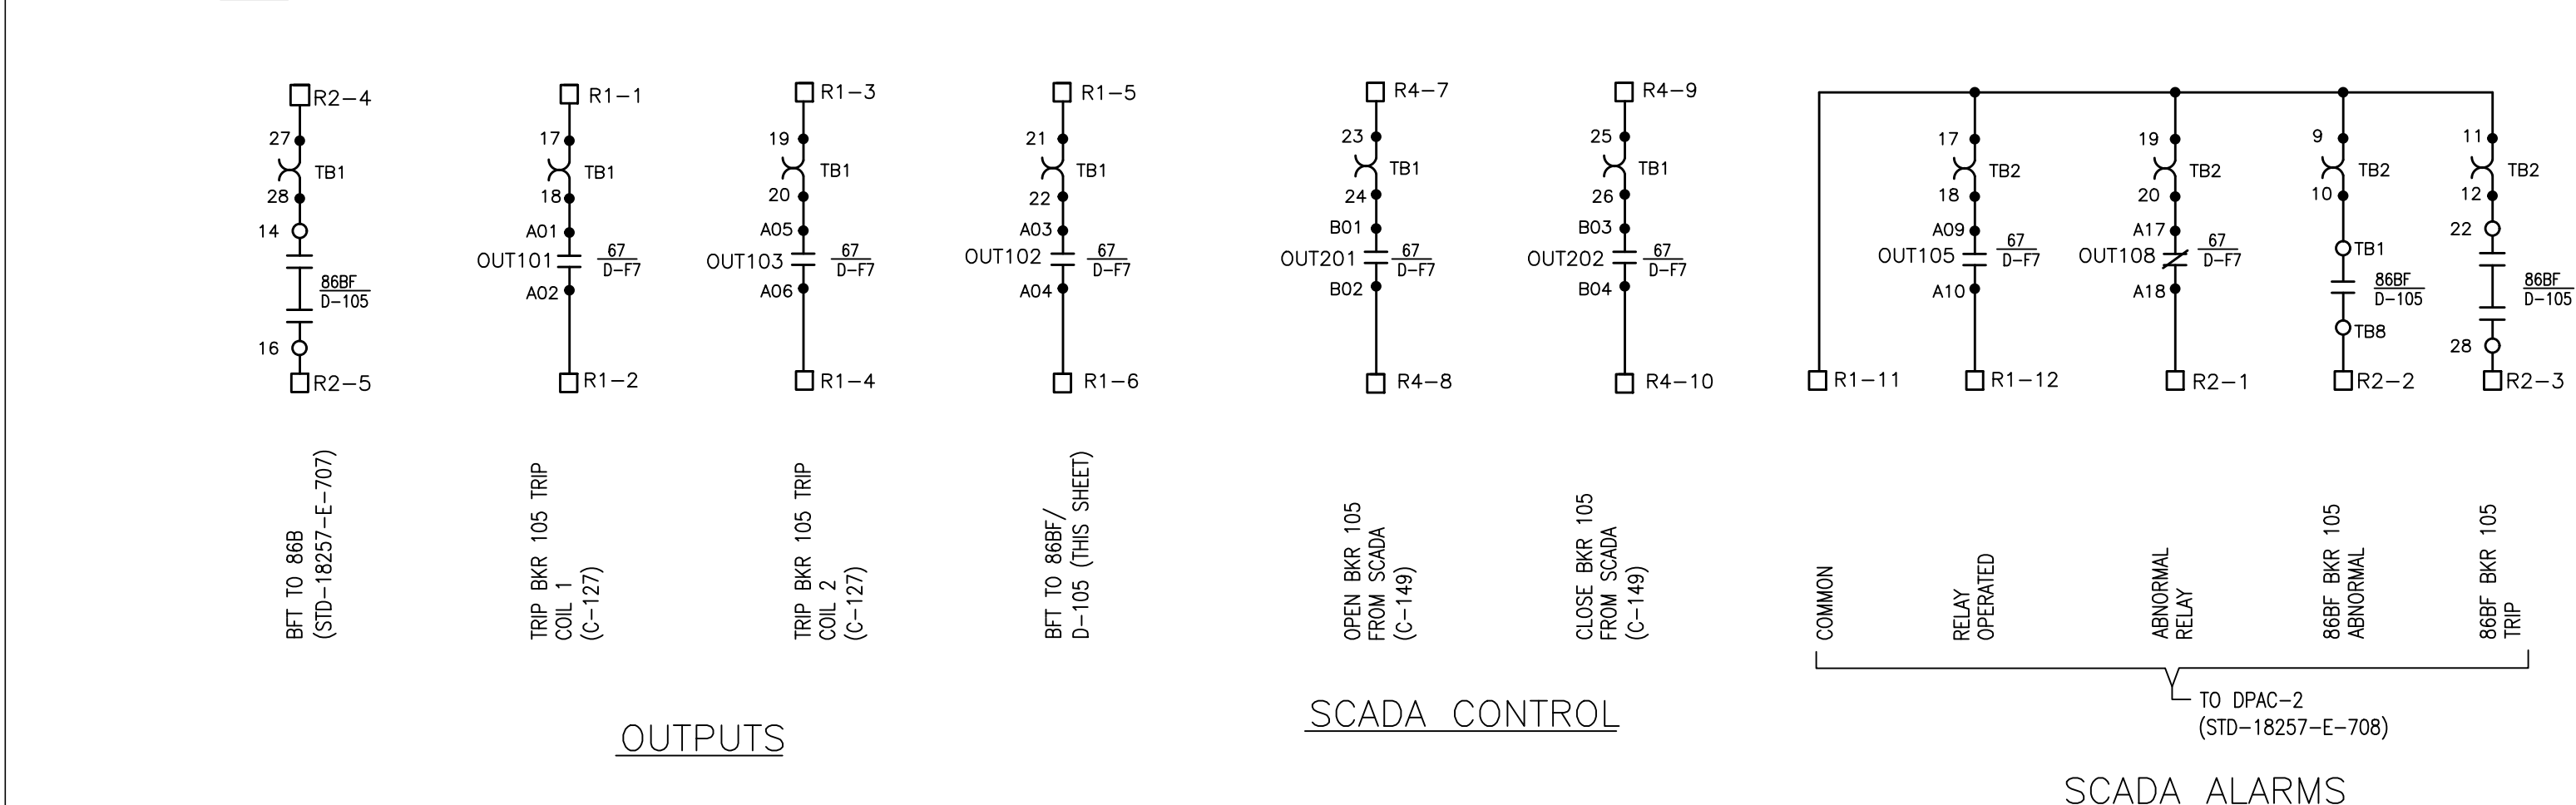 R2-4
27
TB1
28
14
86BF
D-105
16
R2-5
BFT TO 86B
(STD-18257-E-707)
R1-1
17
TB1
18
A01
OUT101
67
D-F7
A02
R1-2
TRIP BKR 105 TRIP
COIL 1
(C-127)
R1-3
19
TB1
20
A05
OUT103
67
D-F7
A06
R1-4
TRIP BKR 105 TRIP
COIL 2
(C-127)
R1-5
21
TB1
22
A03
OUT102
67
D-F7
A04
R1-6
BFT TO 86BF/
D-105 (THIS SHEET)
OUTPUTS
R4-7
23
TB1
24
B01
OUT201
67
D-F7
B02
R4-8
OPEN BKR 105
FROM SCADA
(C-149)
R4-9
25
TB1
26
B03
OUT202
67
D-F7
B04
R4-10
CLOSE BKR 105
FROM SCADA
(C-149)
SCADA CONTROL
R1-11
COMMON
17
TB2
18
A09
OUT105
67
D-F7
A10
R1-12
RELAY
OPERATED
19
TB2
20
A17
OUT108
67
D-F7
A18
R2-1
ABNORMAL
RELAY
9
TB2
10
TB1
86BF
D-105
TB8
R2-2
86BF BKR 105
ABNORMAL
11
TB2
12
22
86BF
D-105
28
R2-3
86BF BKR 105
TRIP
TO DPAC-2
(STD-18257-E-708)
SCADA ALARMS